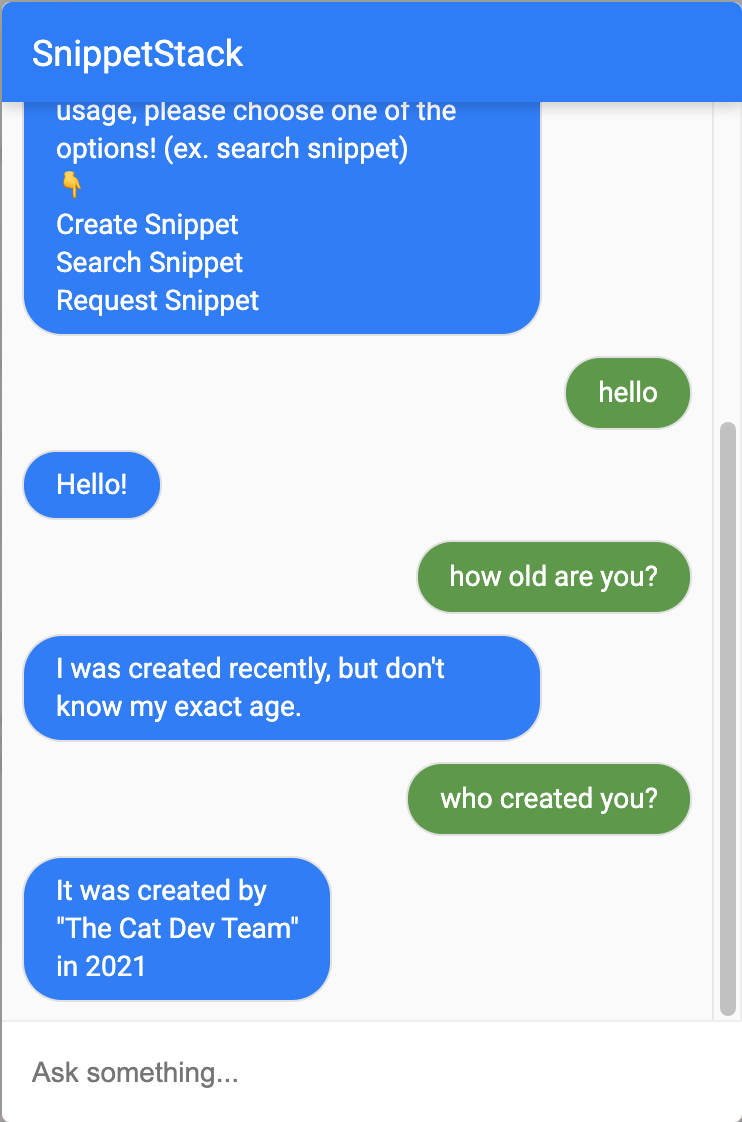 SnippetStack
usage, please choose one of the
options! (ex. search snippet)
👇
Create Snippet
Search Snippet
Request Snippet
hello
Hello!
how old are you?
I was created recently, but don't
know my exact age.
who created you?
It was created by
"The Cat Dev Team"
in 2021
Ask something...